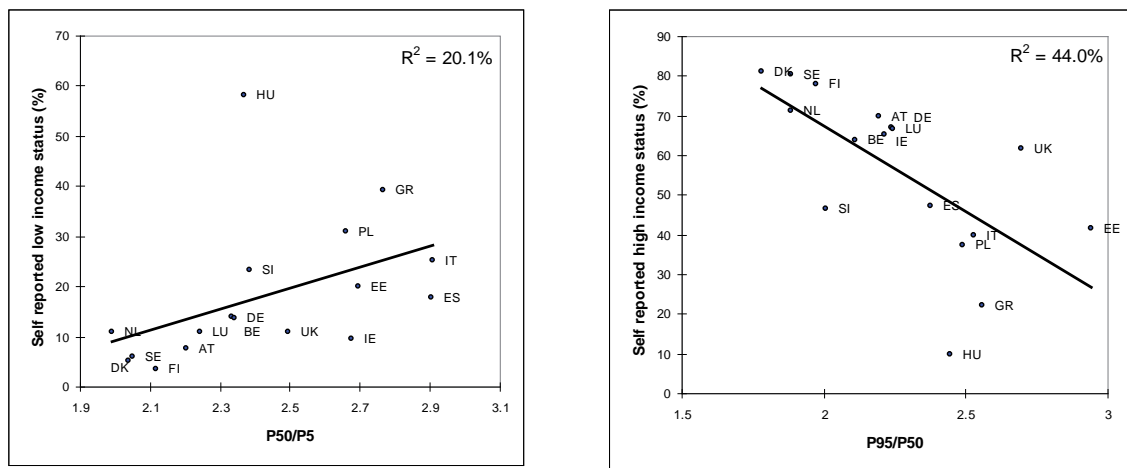 Self reported low income status (%)
70
60
50
40
30
20
10
0
R² = 20.1%
HU
GR
PL
IT
SI
EE
ES
DE
NL
LU
BE
UK
IE
AT
SE
DK
FI
1.9
2.1
2.3
2.5
2.7
2.9
3.1
P50/P5
Self reported high income status (%)
90
80
70
60
50
40
30
20
10
0
R² = 44.0%
DK
SE
FI
NL
AT
DE
LU
BE
IE
UK
SI
ES
EE
IT
PL
GR
HU
1.5
2
2.5
3
P95/P50